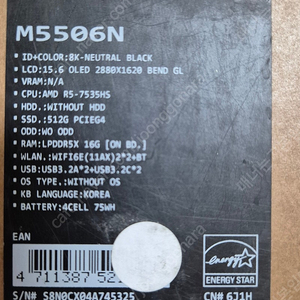 M5506N
• ID+COLOR:8K-NEUTRAL BLACK
• LCD:15.6 OLED 2880X1620 BEND GL
• VRAM:N/A
• CPU:AMD R5-7535HS
• HDD.:WITHOUT HDD
• SSD.:512G PCIEG4
• ODD:WO ODD
• RAM:LPDDR5X 16G [ON BD.]
• WLAN.:WIFI6E(11AX)2*2+BT
• USB:USB3.2A*2+USB3.2C*2
• OS TYPE.:WITHOUT OS
• KB LANGUAGE:KOREA
• BATTERY:4CELL 75WH
EAN
4 711387
energy
ENERGY STAR
S/N# S8N0CX04A745325
CN# 6J1H